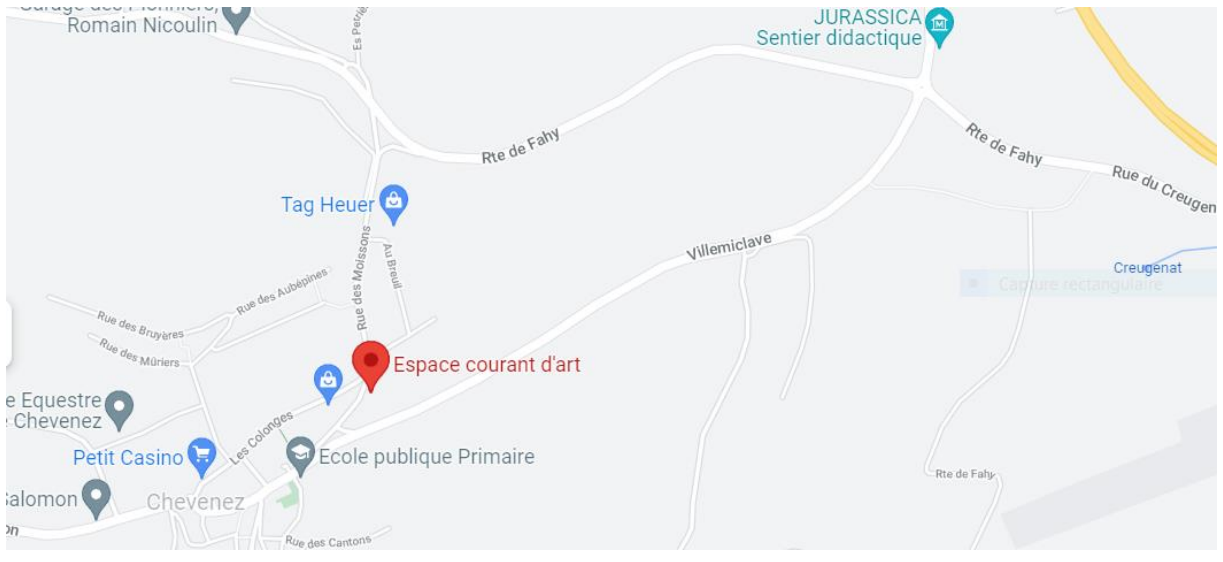 Romain Nicoulin
JURASSICA
Sentier didactique
Rte de Fahy
Rte de Fahy
Rue du Creugen
Tag Heuer
Rue des Moissons
Au Breuil
Villemiclave
Creugenat
Capture rectangulaire
Rue des Aubépines
Rue des Bruyères
Rue des Mûriers
Espace courant d'art
e Equestre
Chevenez
Les Colonges
Petit Casino
Ecole publique Primaire
Rte de Fahy
Salomon
Chevenez
on
Rue des Cantons